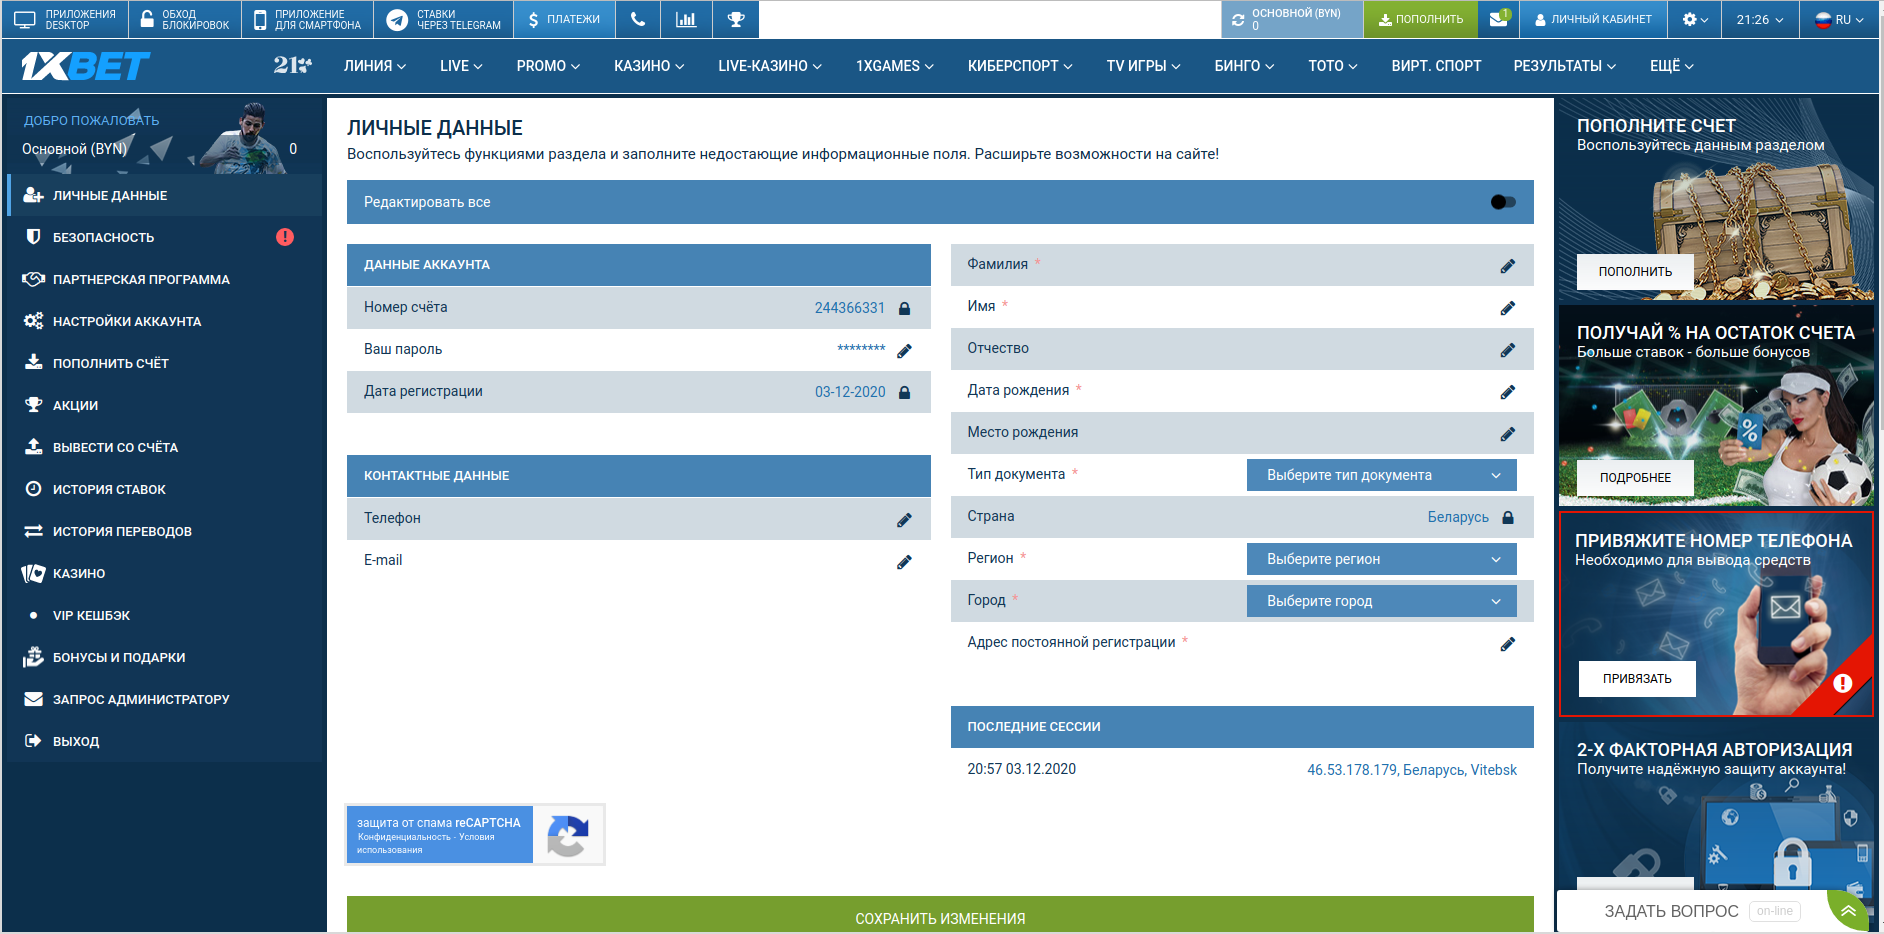 ПРИЛОЖЕНИЯ
DESKTOP
ОБХОД
БЛОКИРОВОК
ПРИЛОЖЕНИЕ
ДЛЯ СМАРТФОНА
СТАВКИ
ЧЕРЕЗ TELEGRAM
ПЛАТЕЖИ
ОСНОВНОЙ (BYN)
0
ПОПОЛНИТЬ
1
ЛИЧНЫЙ КАБИНЕТ
21:26
RU
1XBET
21
ЛИНИЯ
LIVE
PROMO
КАЗИНО
LIVE-КАЗИНО
1XGAMES
КИБЕРСПОРТ
TV ИГРЫ
БИНГО
ТОТО
ВИРТ. СПОРТ
РЕЗУЛЬТАТЫ
ЕЩЁ
ДОБРО ПОЖАЛОВАТЬ
Основной (BYN) 0
ЛИЧНЫЕ ДАННЫЕ
БЕЗОПАСНОСТЬ
ПАРТНЕРСКАЯ ПРОГРАММА
НАСТРОЙКИ АККАУНТА
ПОПОЛНИТЬ СЧЁТ
АКЦИИ
ВЫВЕСТИ СО СЧЁТА
ИСТОРИЯ СТАВОК
ИСТОРИЯ ПЕРЕВОДОВ
КАЗИНО
VIP КЕШБЭК
БОНУСЫ И ПОДАРКИ
ЗАПРОС АДМИНИСТРАТОРУ
ВЫХОД
ЛИЧНЫЕ ДАННЫЕ
Воспользуйтесь функциями раздела и заполните недостающие информационные поля. Расширьте возможности на сайте!
Редактировать все
ДАННЫЕ АККАУНТА
Номер счёта 244366331
Ваш пароль ********
Дата регистрации 03-12-2020
КОНТАКТНЫЕ ДАННЫЕ
Телефон
E-mail
Фамилия *
Имя *
Отчество
Дата рождения *
Место рождения
Тип документа * Выберите тип документа
Страна Беларусь
Регион * Выберите регион
Город * Выберите город
Адрес постоянной регистрации *
ПОСЛЕДНИЕ СЕССИИ
20:57 03.12.2020 46.53.178.179, Беларусь, Vitebsk
защита от спама reCAPTCHA
Конфиденциальность - Условия
использования
СОХРАНИТЬ ИЗМЕНЕНИЯ
ПОПОЛНИТЕ СЧЕТ
Воспользуйтесь данным разделом
ПОПОЛНИТЬ
ПОЛУЧАЙ % НА ОСТАТОК СЧЕТА
Больше ставок - больше бонусов
%
ПОДРОБНЕЕ
ПРИВЯЖИТЕ НОМЕР ТЕЛЕФОНА
Необходимо для вывода средств
ПРИВЯЗАТЬ
2-Х ФАКТОРНАЯ АВТОРИЗАЦИЯ
Получите надёжную защиту аккаунта!
ЗАДАТЬ ВОПРОС on-line